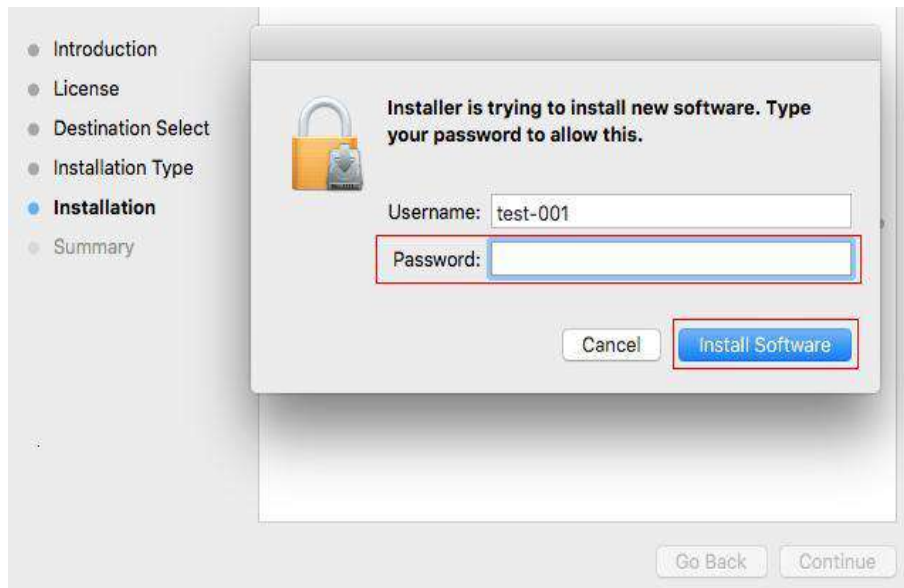 Introduction
License
Destination Select
Installation Type
Installation
Summary
Installer is trying to install new software. Type
your password to allow this.
Username: test-001
Password:
Cancel Install Software
Go Back Continue